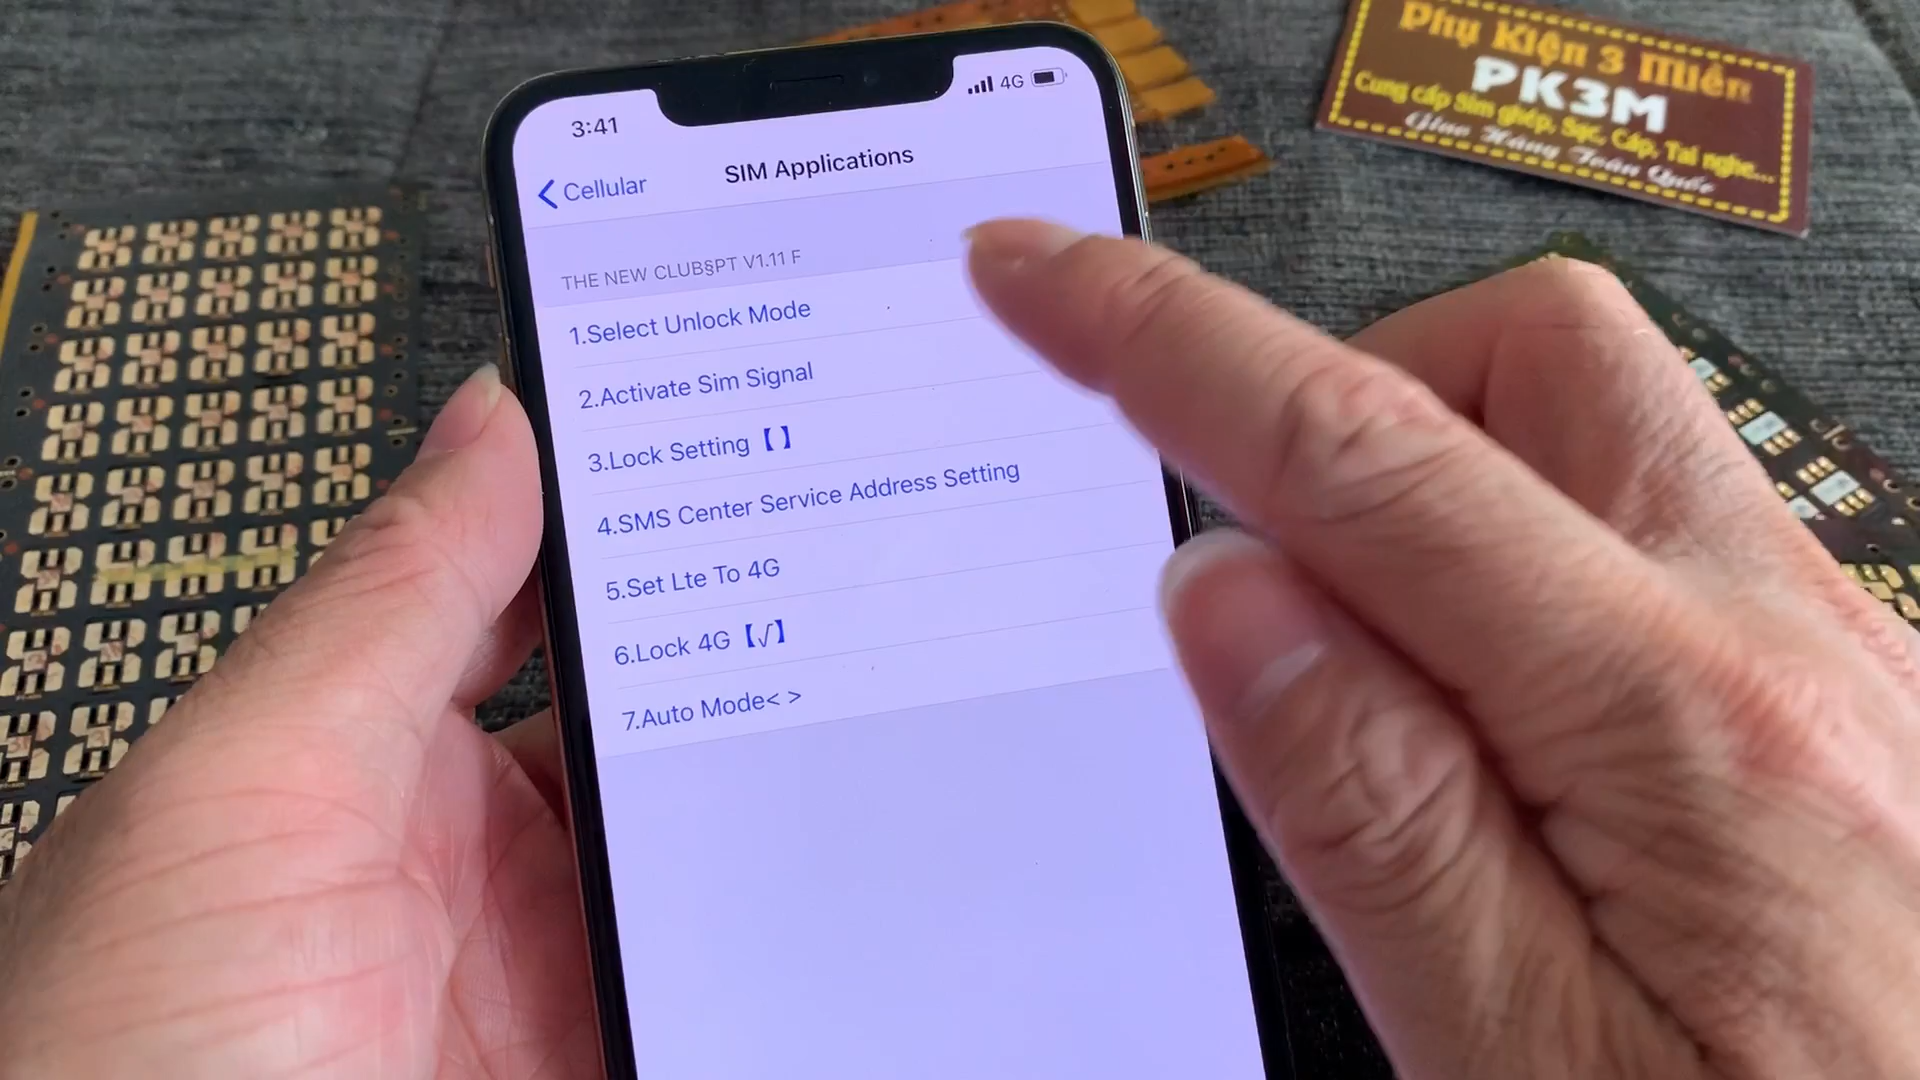 3:41
4G
Cellular
SIM Applications
THE NEW CLUB§PT V1.11 F
1.Select Unlock Mode
2.Activate Sim Signal
3.Lock Setting【 】
4.SMS Center Service Address Setting
5.Set Lte To 4G
6.Lock 4G【√】
7.Auto Mode< >
Phụ Kiện 3 Miền
PK3M
Cung cấp Sim ghép, Sạc, Cáp, Tai nghe...
Giao Hàng Toàn Quốc